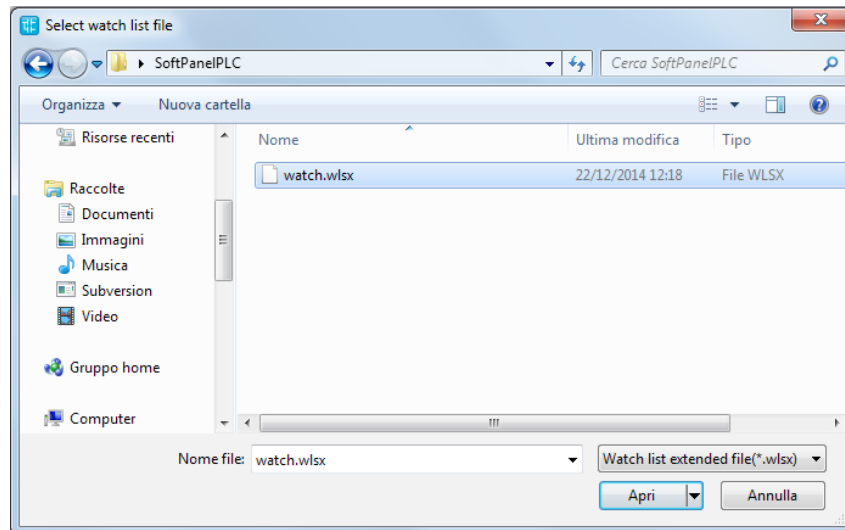 Select watch list file
SoftPanelPLC
Cerca SoftPanelPLC
Organizza
Nuova cartella
Risorse recenti
Raccolte
Documenti
Immagini
Musica
Subversion
Video
Gruppo home
Computer
Nome Ultima modifica Tipo
watch.wlsx 22/12/2014 12:18 File WLSX
Nome file: watch.wlsx Watch list extended file(*.wlsx)
Apri Annulla